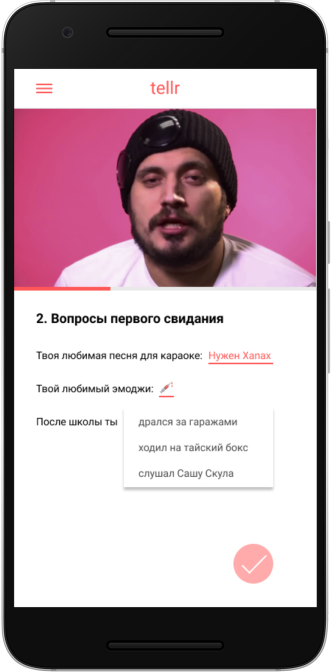 tellr
2. Вопросы первого свидания
Твоя любимая песня для караоке: Нужен Хапах
Твой любимый эмоджи: 🧨
После школы ты
дрался за гаражами
ходил на тайский бокс
слушал Сашу Скула